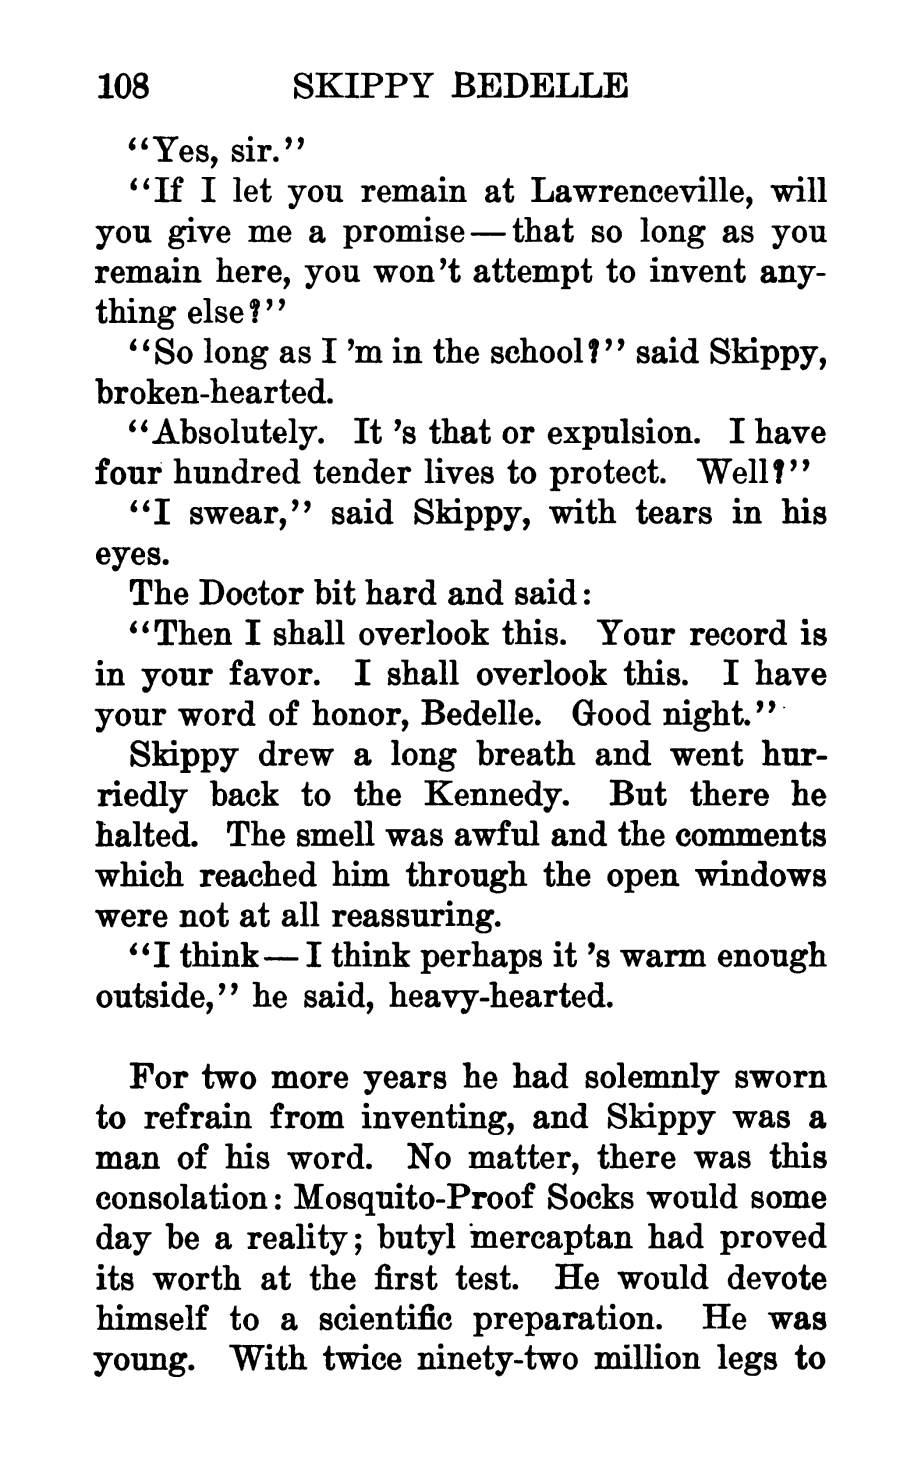 108 SKIPPY BEDELLE
"Yes, sir."
"If I let you remain at Lawrenceville, will
you give me a promise—that so long as you
remain here, you won't attempt to invent any-
thing else?"
"So long as I 'm in the school?" said Skippy,
broken-hearted.
"Absolutely. It 's that or expulsion. I have
four hundred tender lives to protect. Well?"
"I swear," said Skippy, with tears in his
eyes.
The Doctor bit hard and said:
"Then I shall overlook this. Your record is
in your favor. I shall overlook this. I have
your word of honor, Bedelle. Good night."
Skippy drew a long breath and went hur-
riedly back to the Kennedy. But there he
halted. The smell was awful and the comments
which reached him through the open windows
were not at all reassuring.
"I think—I think perhaps it 's warm enough
outside," he said, heavy-hearted.
For two more years he had solemnly sworn
to refrain from inventing, and Skippy was a
man of his word. No matter, there was this
consolation: Mosquito-Proof Socks would some
day be a reality; butyl mercaptan had proved
its worth at the first test. He would devote
himself to a scientific preparation. He was
young. With twice ninety-two million legs to